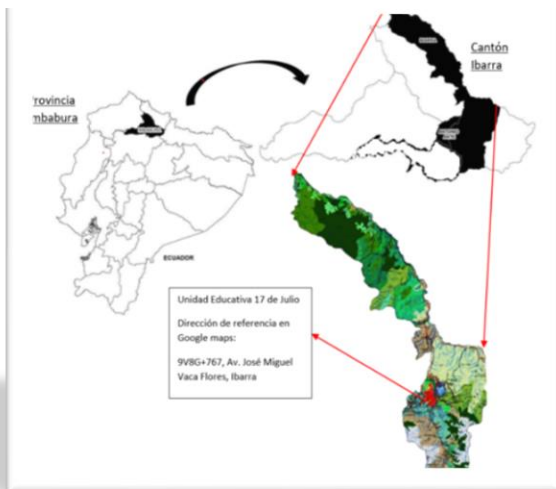 rovincia
mbabura
Cantón
Ibarra
ECUADOR
Unidad Educativa 17 de Julio
Dirección de referencia en
Google maps:
9V8G+767, Av. José Miguel
Vaca Flores, Ibarra